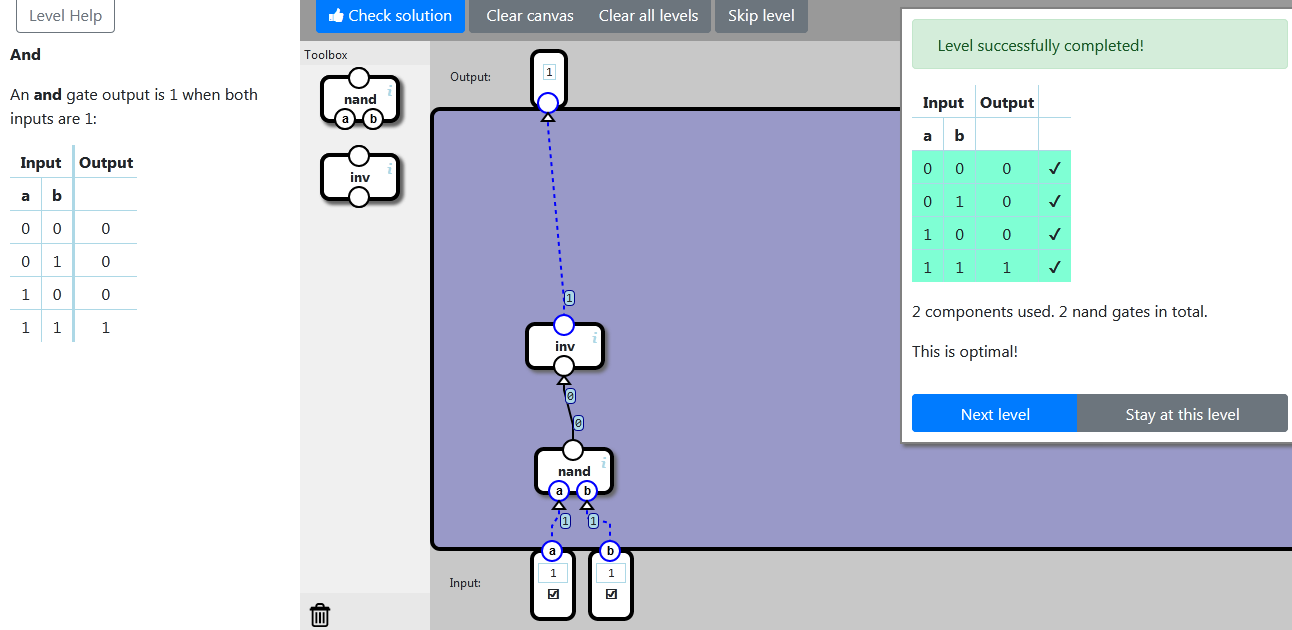 Level Help
And
An and gate output is 1 when both
inputs are 1:
Input Output
a b
0 0 0
0 1 0
1 0 0
1 1 1
Check solution
Clear canvas
Clear all levels
Skip level
Toolbox
nand
i
a b
inv
i
Output:
1
1
inv
i
0
0
nand
i
a b
1 1
a b
Input:
1 1
Level successfully completed!
Input Output
a b
0 0 0 ✓
0 1 0 ✓
1 0 0 ✓
1 1 1 ✓
2 components used. 2 nand gates in total.
This is optimal!
Next level
Stay at this level